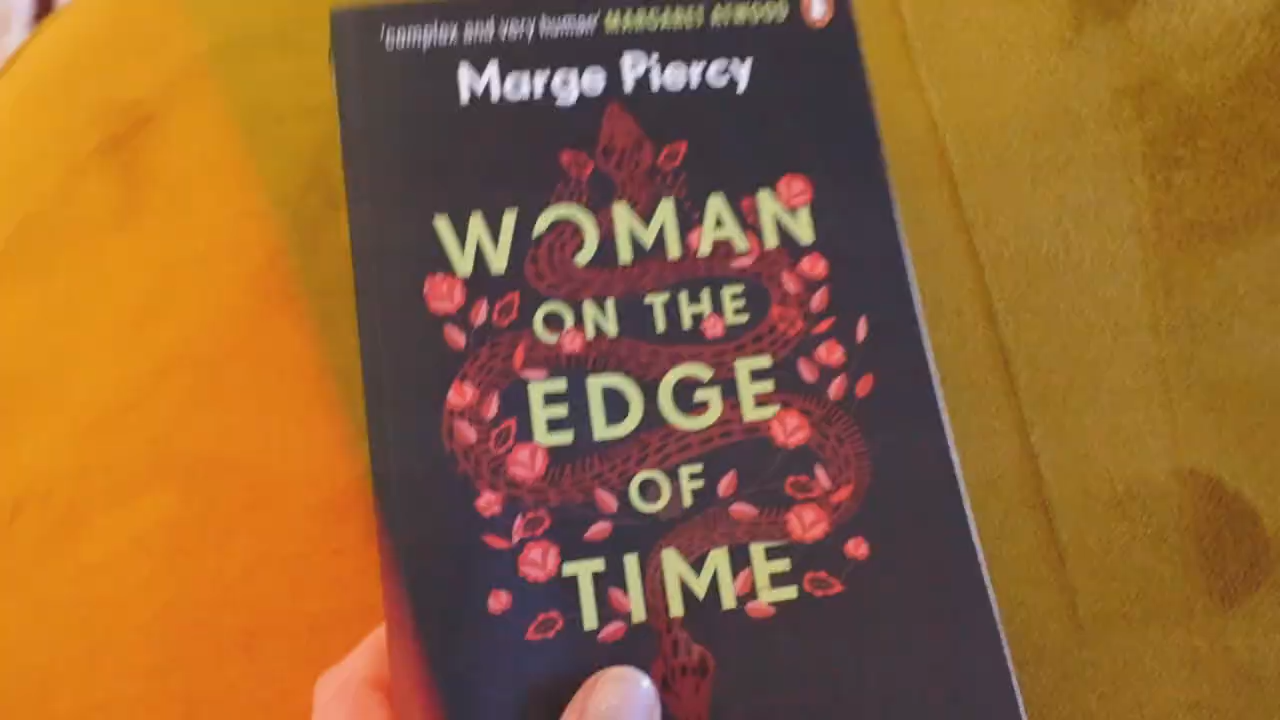 'complex and very human' MARGARET ATWOOD
Marge Piercy
WOMAN
ON THE
EDGE
OF
TIME